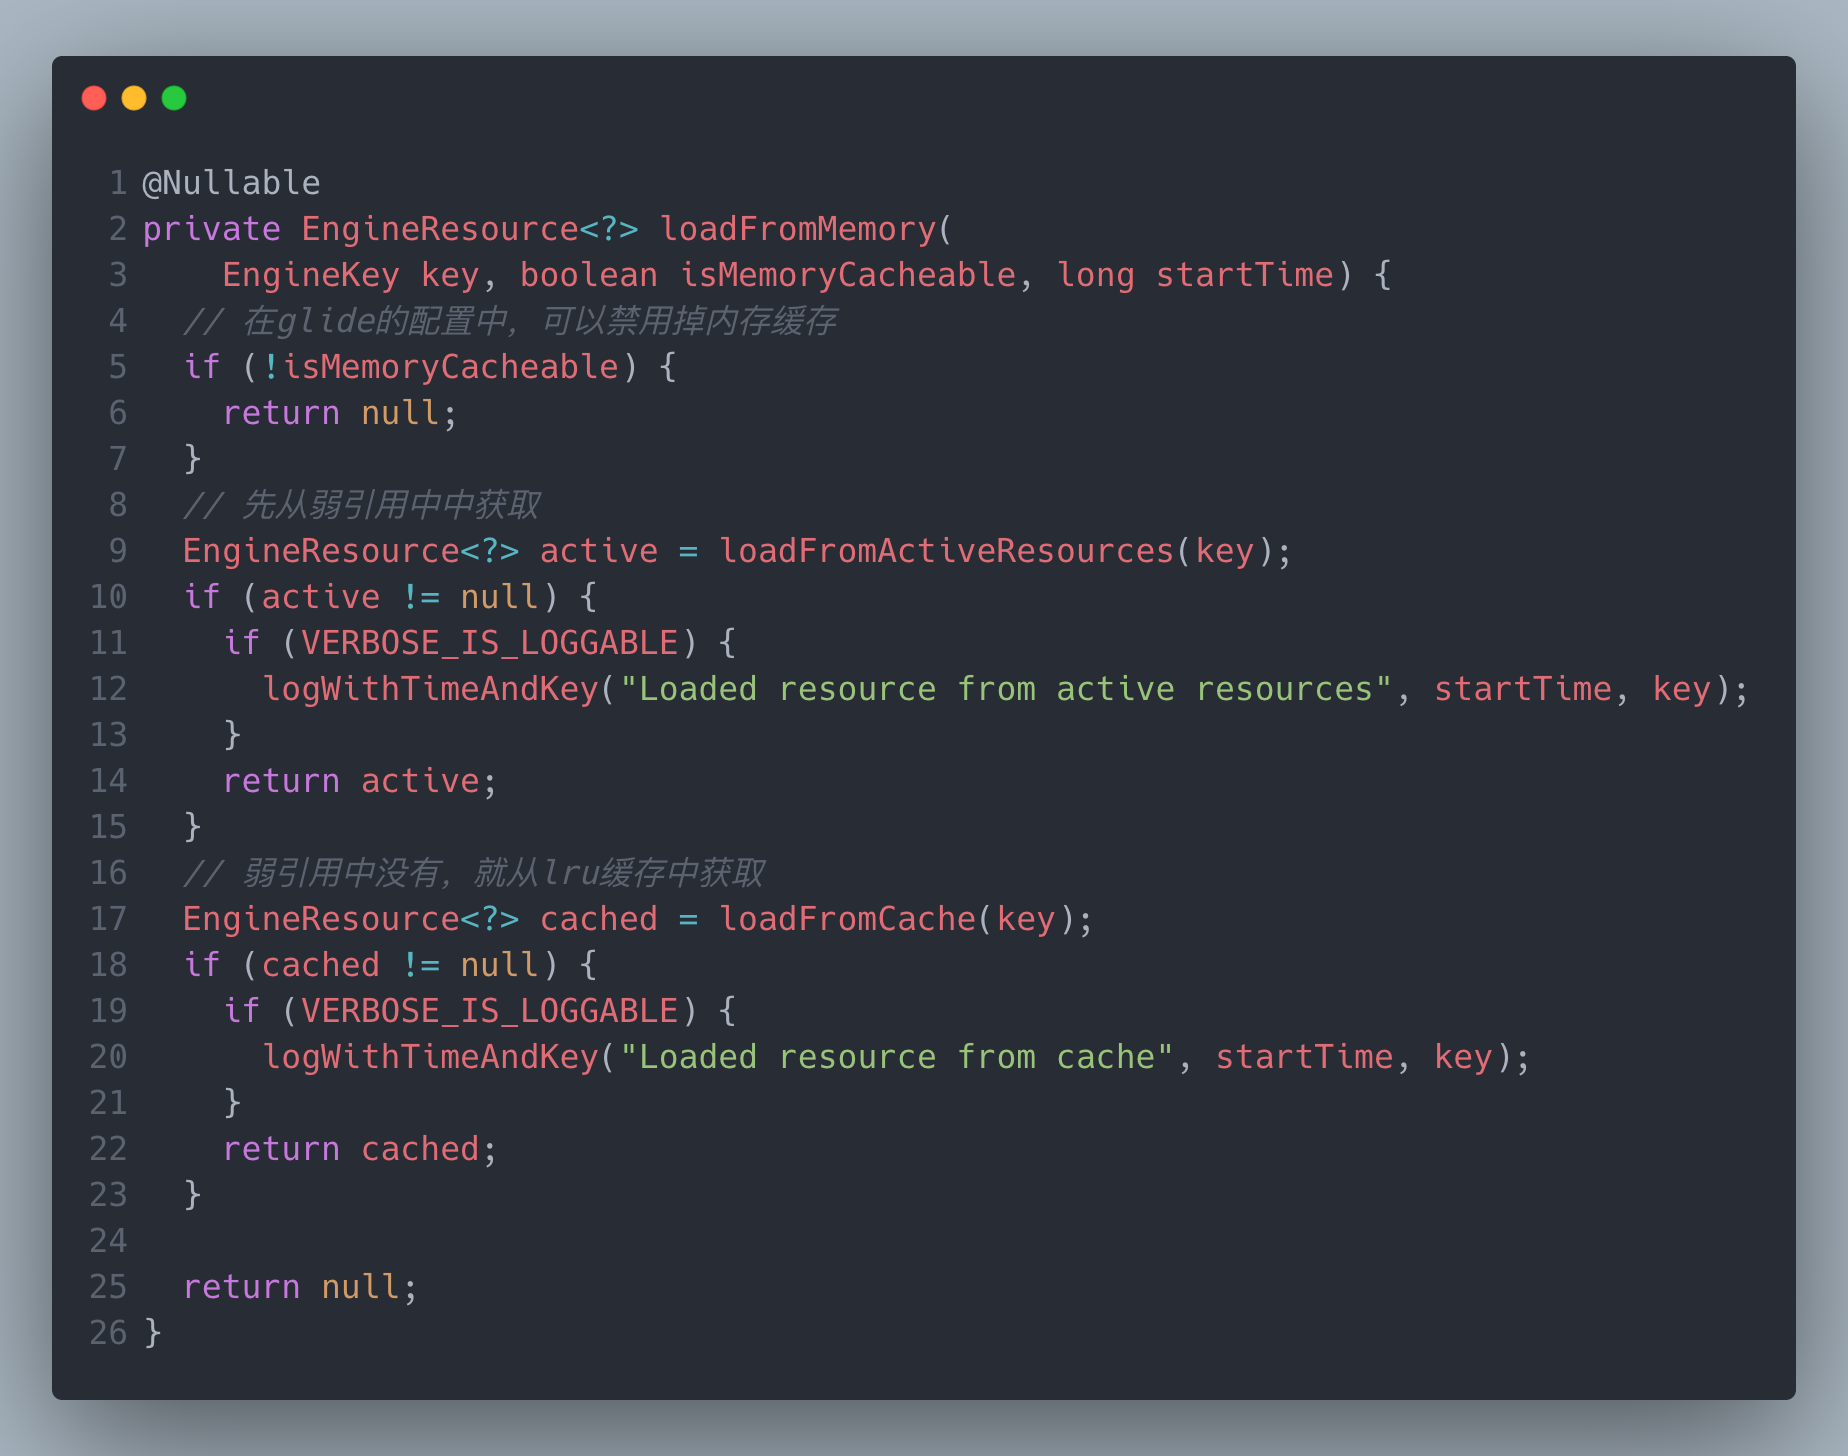 1 @Nullable
2 private EngineResource<?> loadFromMemory(
3     EngineKey key, boolean isMemoryCacheable, long startTime) {
4   // 在glide的配置中，可以禁用掉内存缓存
5   if (!isMemoryCacheable) {
6     return null;
7   }
8   // 先从弱引用中中获取
9   EngineResource<?> active = loadFromActiveResources(key);
10   if (active != null) {
11     if (VERBOSE_IS_LOGGABLE) {
12       logWithTimeAndKey("Loaded resource from active resources", startTime, key);
13     }
14     return active;
15   }
16   // 弱引用中没有，就从lru缓存中获取
17   EngineResource<?> cached = loadFromCache(key);
18   if (cached != null) {
19     if (VERBOSE_IS_LOGGABLE) {
20       logWithTimeAndKey("Loaded resource from cache", startTime, key);
21     }
22     return cached;
23   }
24
25   return null;
26 }